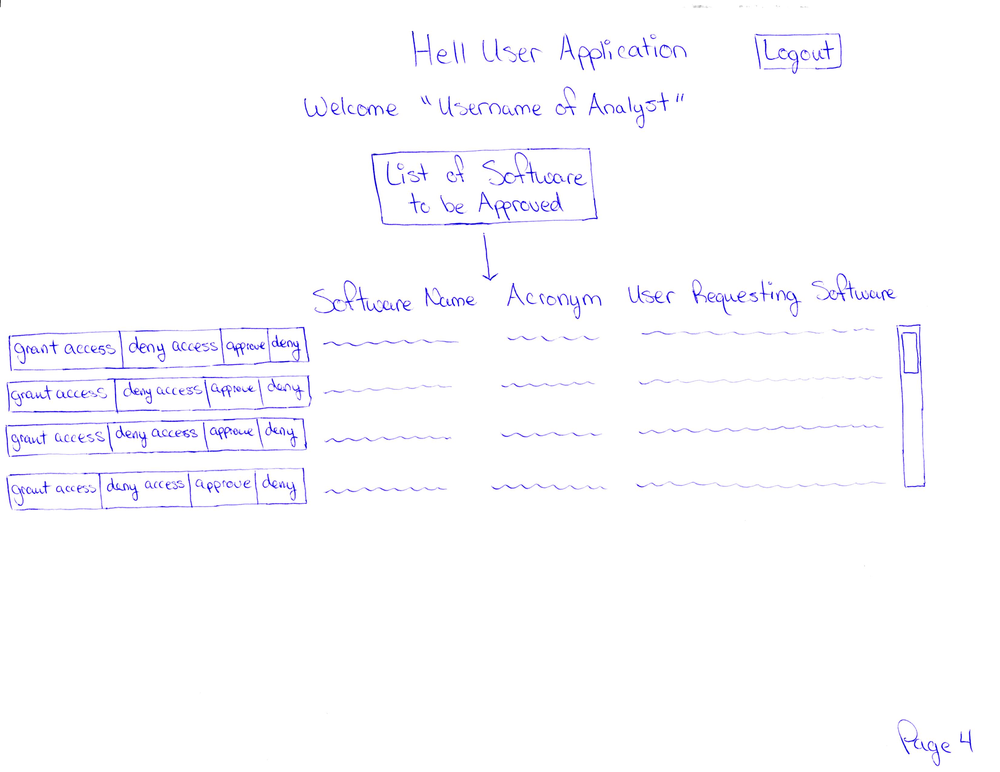 Hell User Application Logout
Welcome "Username of Analyst"
List of Software
to be Approved
Software Name Acronym User Requesting Software
grant access deny access approve deny
grant access deny access approve deny
grant access deny access approve deny
grant access deny access approve deny
Page 4